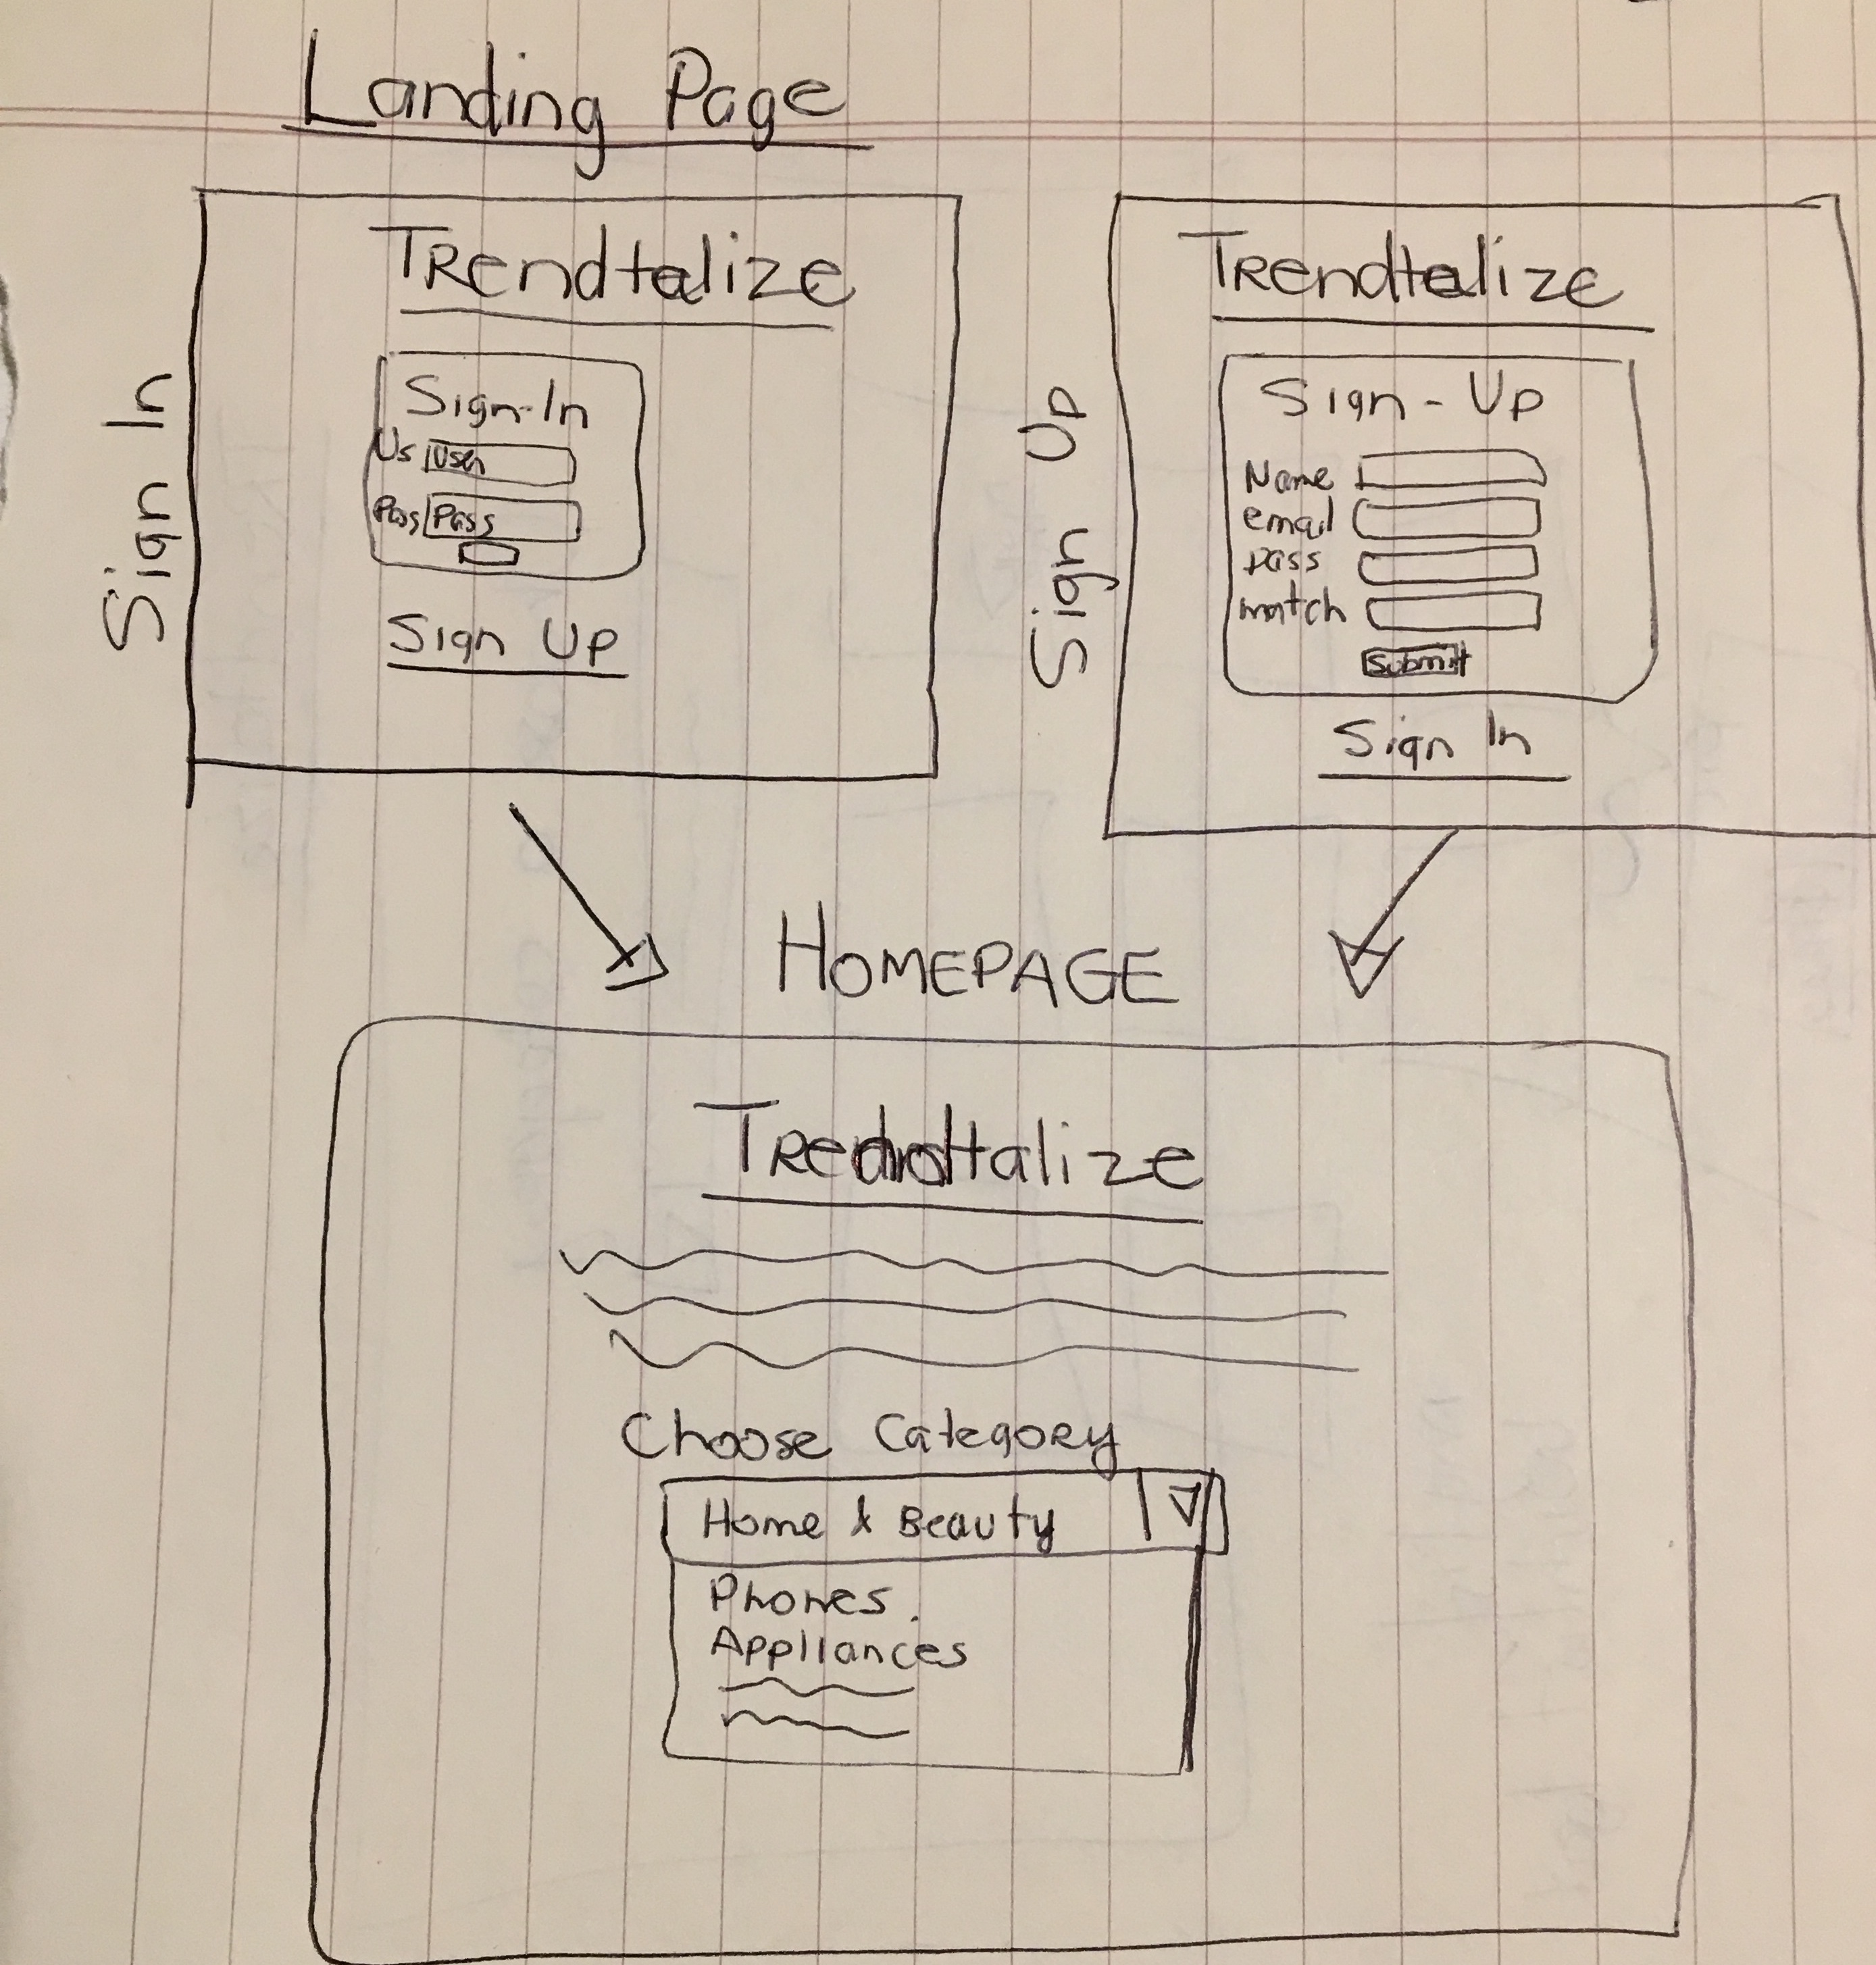 Landing Page
Sign In
Trendtalize
Sign-In
Us User
Pass Pass
Sign Up
Sign Up
Trendtalize
Sign-Up
Name
email
pass
match
Submit
Sign In
HOMEPAGE
Trendtalize
Choose Category
Home & Beauty
Phones
Appliances